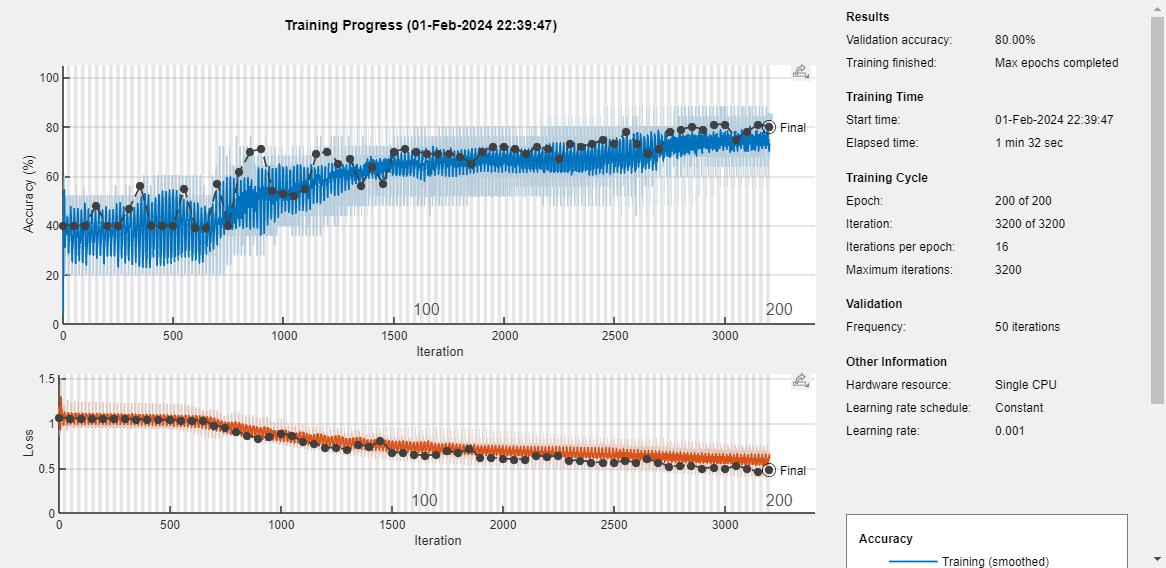 Training Progress (01-Feb-2024 22:39:47)
Accuracy (%)
100
80
60
40
20
0
Final
100
200
0 500 1000 1500 2000 2500 3000
Iteration
Loss
1.5
1
0.5
0
Final
100
200
0 500 1000 1500 2000 2500 3000
Iteration
Results
Validation accuracy: 80.00%
Training finished: Max epochs completed
Training Time
Start time: 01-Feb-2024 22:39:47
Elapsed time: 1 min 32 sec
Training Cycle
Epoch: 200 of 200
Iteration: 3200 of 3200
Iterations per epoch: 16
Maximum iterations: 3200
Validation
Frequency: 50 iterations
Other Information
Hardware resource: Single CPU
Learning rate schedule: Constant
Learning rate: 0.001
Accuracy
Training (smoothed)